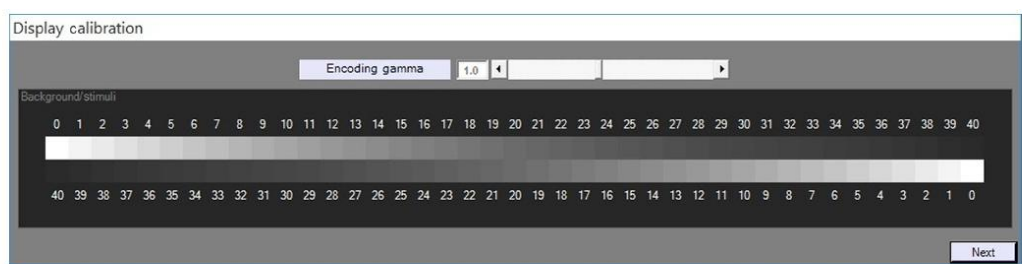 Display calibration
Encoding gamma 1.0
Background/stimuli
0 1 2 3 4 5 6 7 8 9 10 11 12 13 14 15 16 17 18 19 20 21 22 23 24 25 26 27 28 29 30 31 32 33 34 35 36 37 38 39 40
40 39 38 37 36 35 34 33 32 31 30 29 28 27 26 25 24 23 22 21 20 19 18 17 16 15 14 13 12 11 10 9 8 7 6 5 4 3 2 1 0
Next